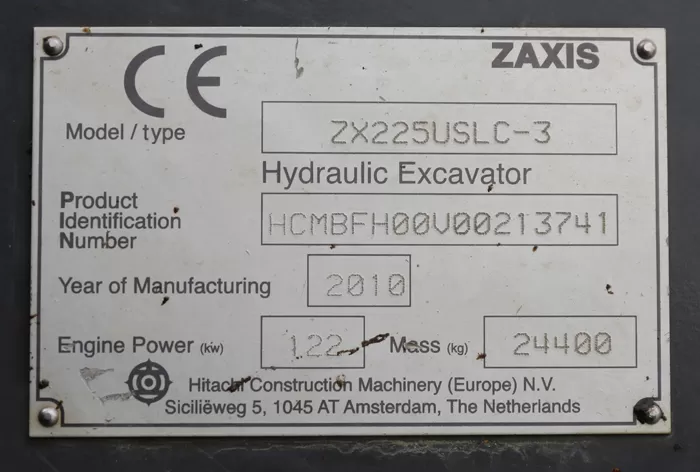 CE
ZAXIS
Model / type ZX225USLC-3
Hydraulic Excavator
Product
Identification
Number
HCMBFH00V00213741
Year of Manufacturing 2010
Engine Power (kw) 122 Mass (kg) 24400
Hitachi Construction Machinery (Europe) N.V.
Siciliëweg 5, 1045 AT Amsterdam, The Netherlands